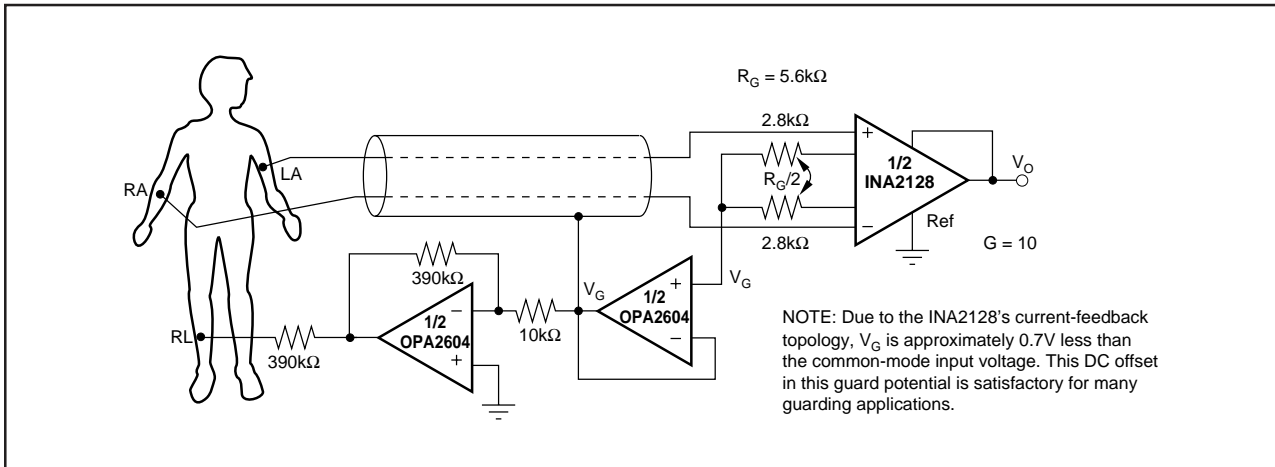 R_G = 5.6kΩ
2.8kΩ
+
1/2
INA2128
V_O
LA
RA
R_G/2
Ref
−
G = 10
2.8kΩ
390kΩ
V_G
+
V_G
1/2
OPA2604
−
1/2
OPA2604
−
+
10kΩ
RL
390kΩ
NOTE: Due to the INA2128's current-feedback
topology, V_G is approximately 0.7V less than
the common-mode input voltage. This DC offset
in this guard potential is satisfactory for many
guarding applications.